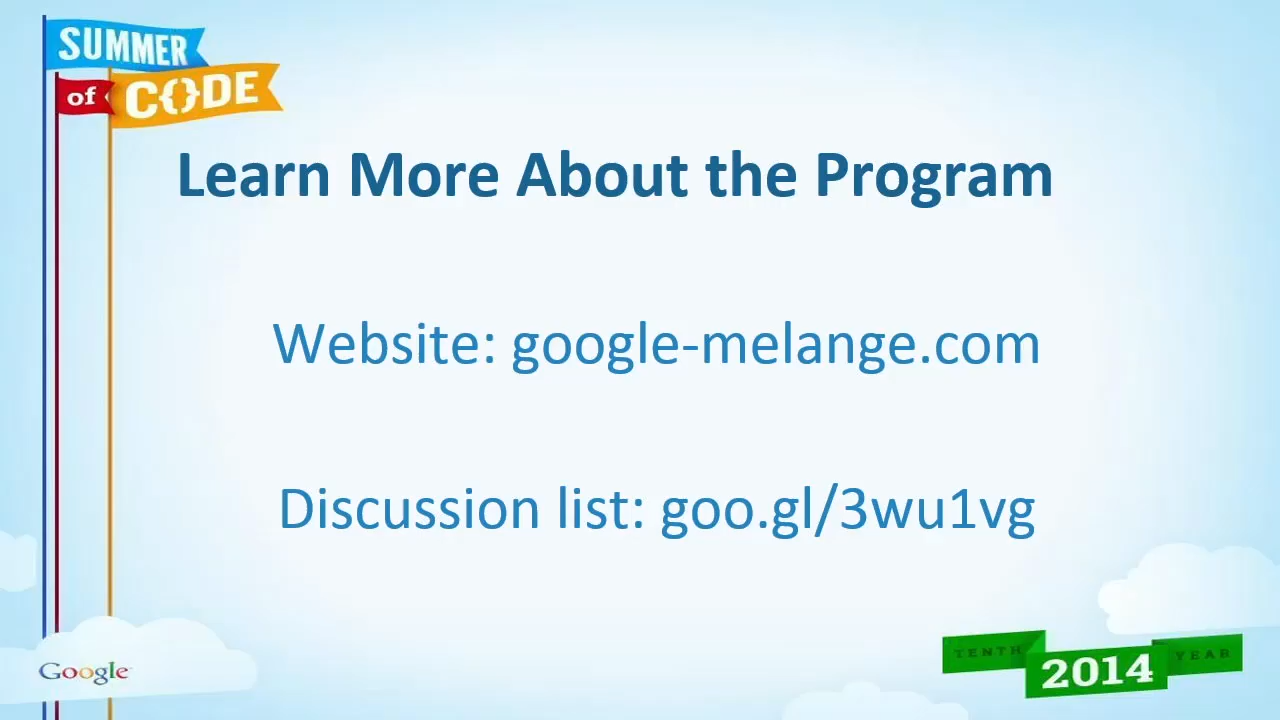 SUMMER
of C{}DE
Learn More About the Program
Website: google-melange.com
Discussion list: goo.gl/3wu1vg
Google
TENTH 2014 YEAR